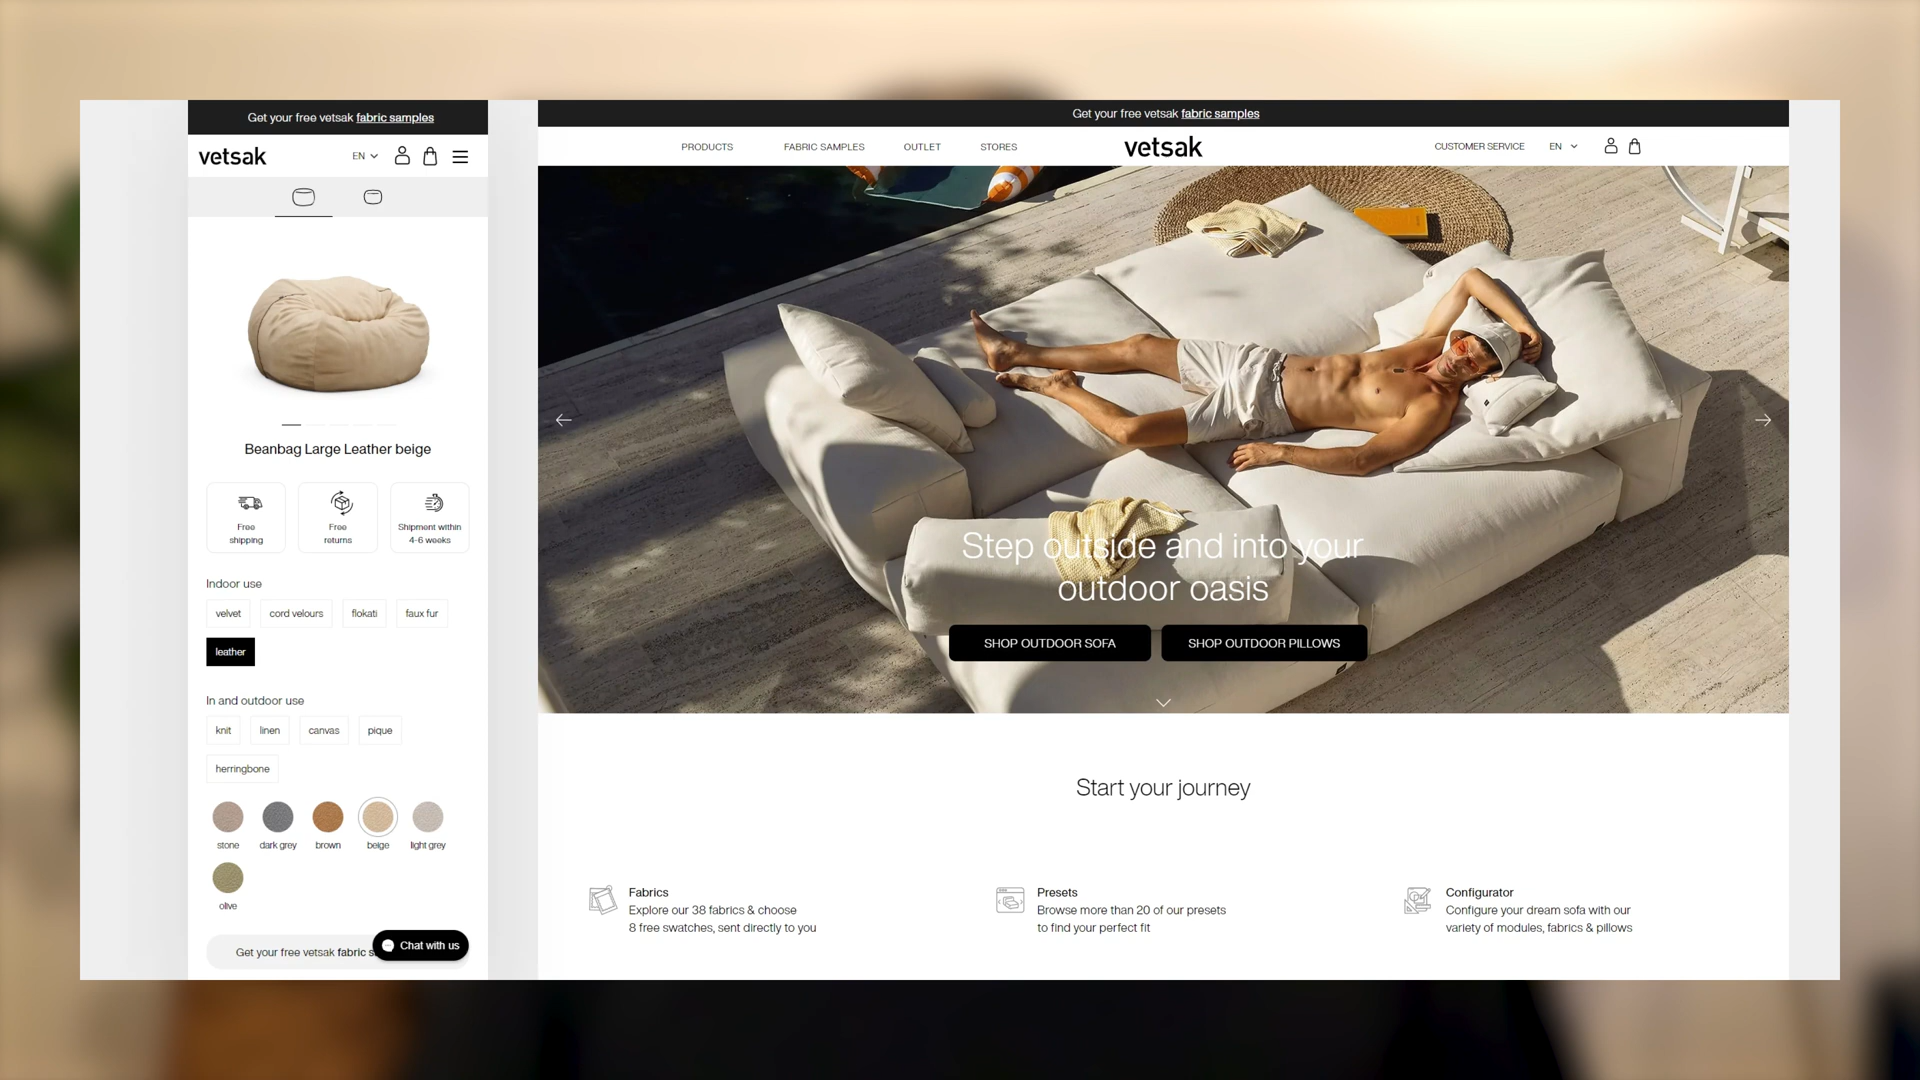 Get your free vetsak fabric samples
vetsak
EN
Beanbag Large Leather beige
Free
shipping
Free
returns
Shipment within
4-6 weeks
Indoor use
velvet
cord velours
flokati
faux fur
leather
In and outdoor use
knit
linen
canvas
pique
herringbone
stone
dark grey
brown
beige
light grey
olive
Get your free vetsak fabric
Chat with us
Get your free vetsak fabric samples
PRODUCTS
FABRIC SAMPLES
OUTLET
STORES
vetsak
CUSTOMER SERVICE
EN
Step outside and into your
outdoor oasis
SHOP OUTDOOR SOFA
SHOP OUTDOOR PILLOWS
Start your journey
Fabrics
Explore our 38 fabrics & choose
8 free swatches, sent directly to you
Presets
Browse more than 20 of our presets
to find your perfect fit
Configurator
Configure your dream sofa with our
variety of modules, fabrics & pillows